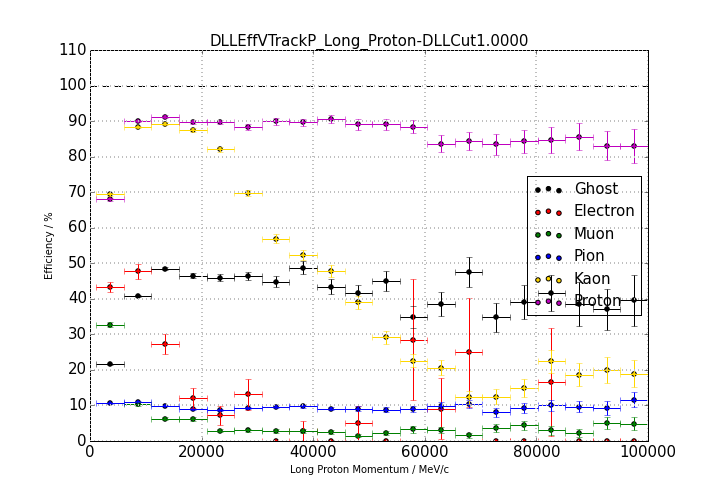 DLLEffVTrackP_Long_Proton-DLLCut1.0000
110
100
90
80
70
60
50
40
30
20
10
0
Efficiency / %
Ghost
Electron
Muon
Pion
Kaon
Proton
0 20000 40000 60000 80000 100000
Long Proton Momentum / MeV/c